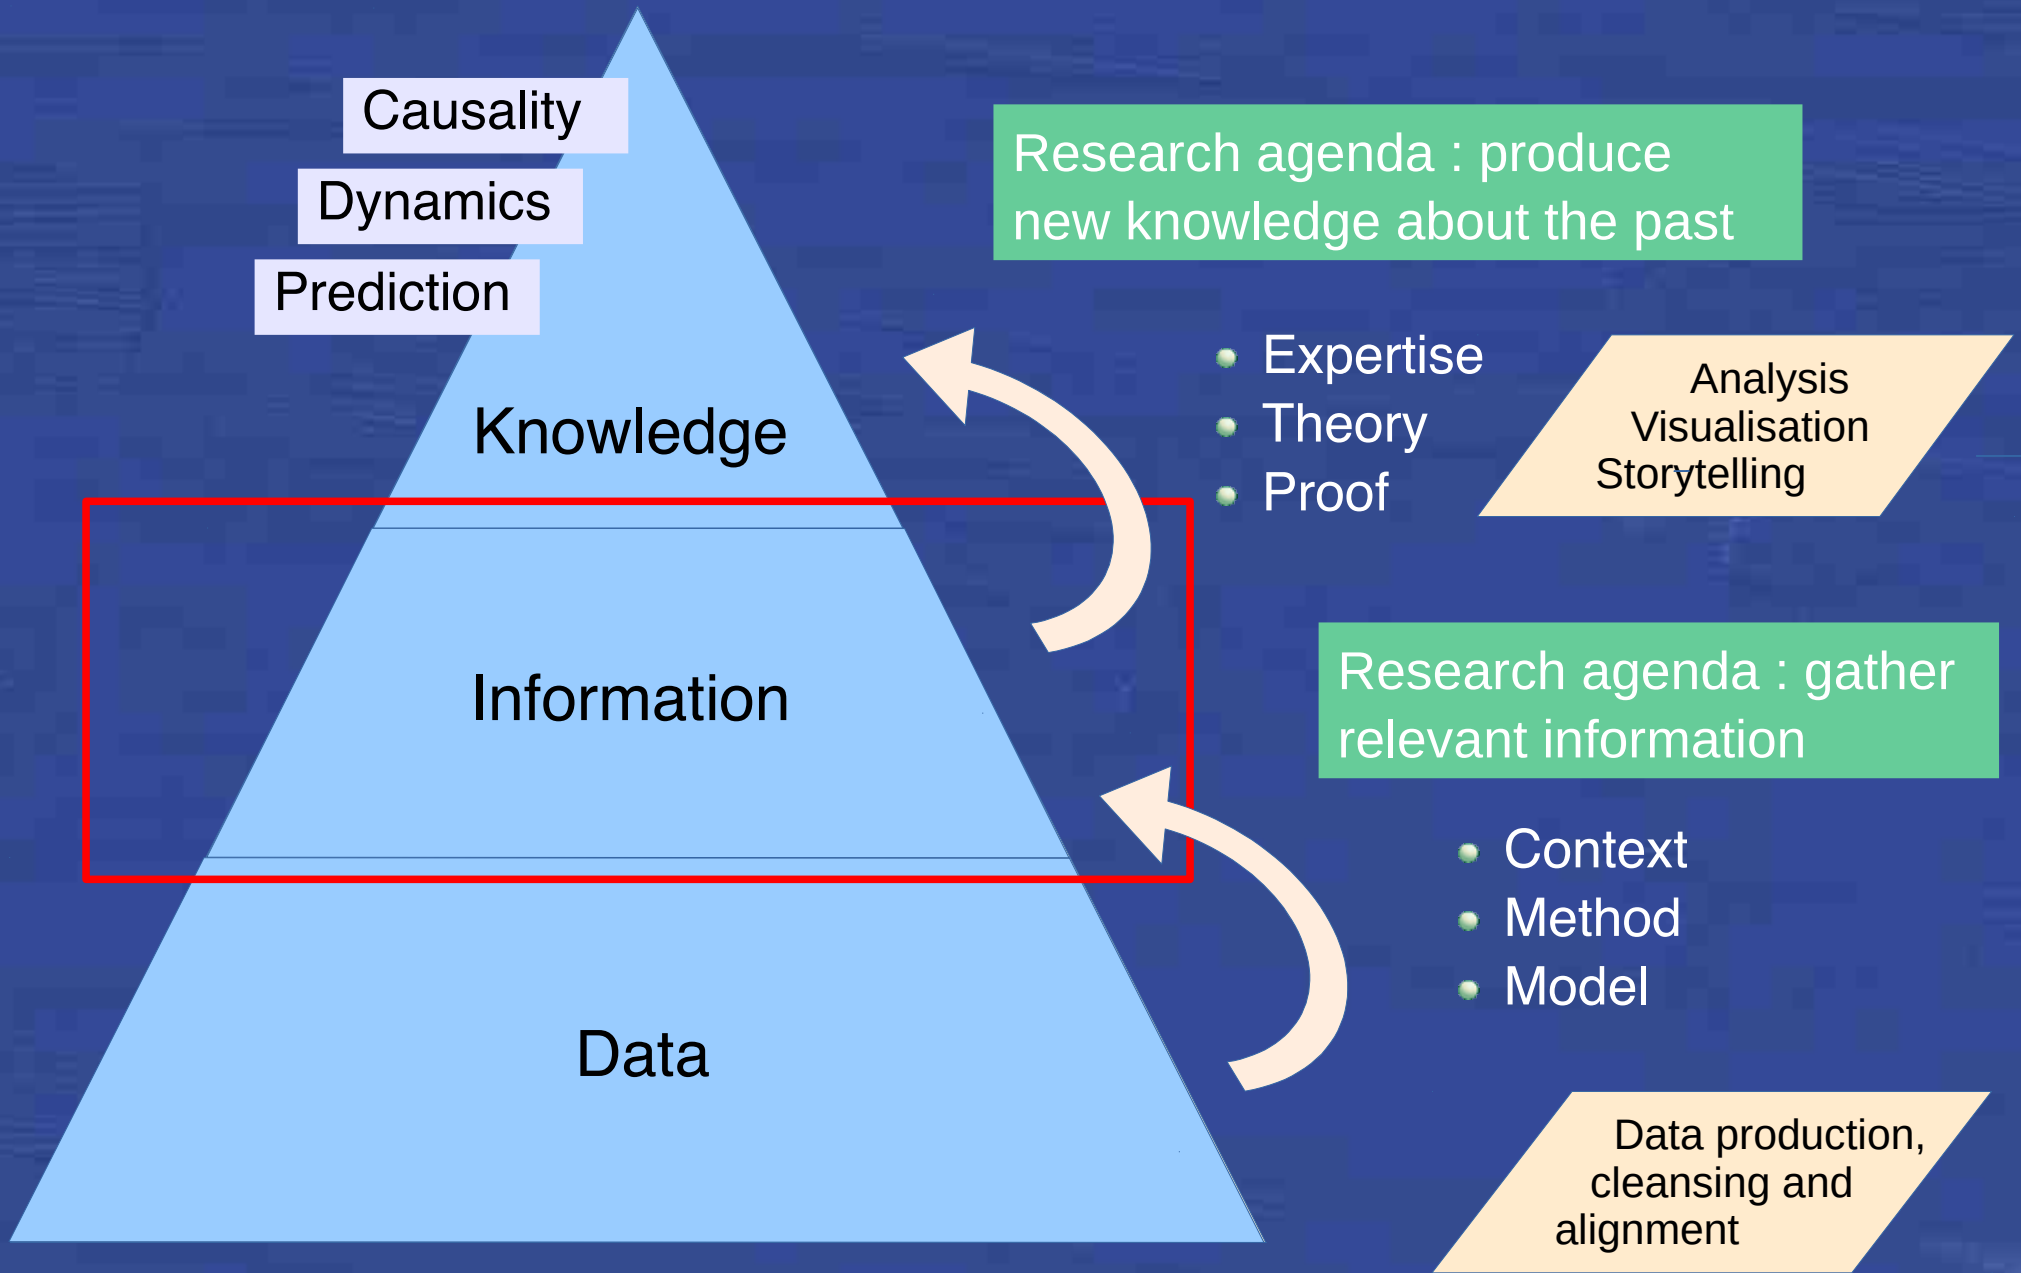 Causality
Dynamics
Prediction
Knowledge
Information
Data
Research agenda : produce
new knowledge about the past
Expertise
Theory
Proof
Analysis
Visualisation
Storytelling
Research agenda : gather
relevant information
Context
Method
Model
Data production,
cleansing and
alignment